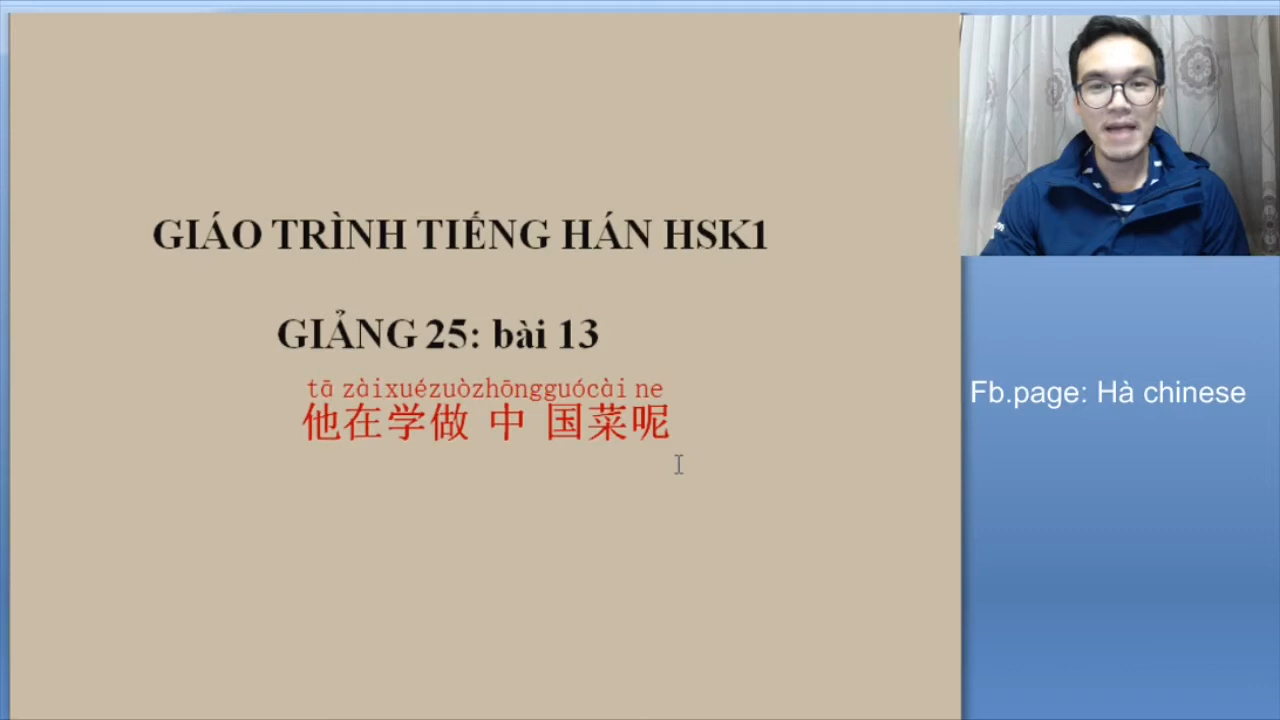 GIÁO TRÌNH TIẾNG HÁN HSK1
GIẢNG 25: bài 13
tā zàixuézuòzhōngguócài ne
他在学做 中 国菜呢
Fb.page: Hà chinese